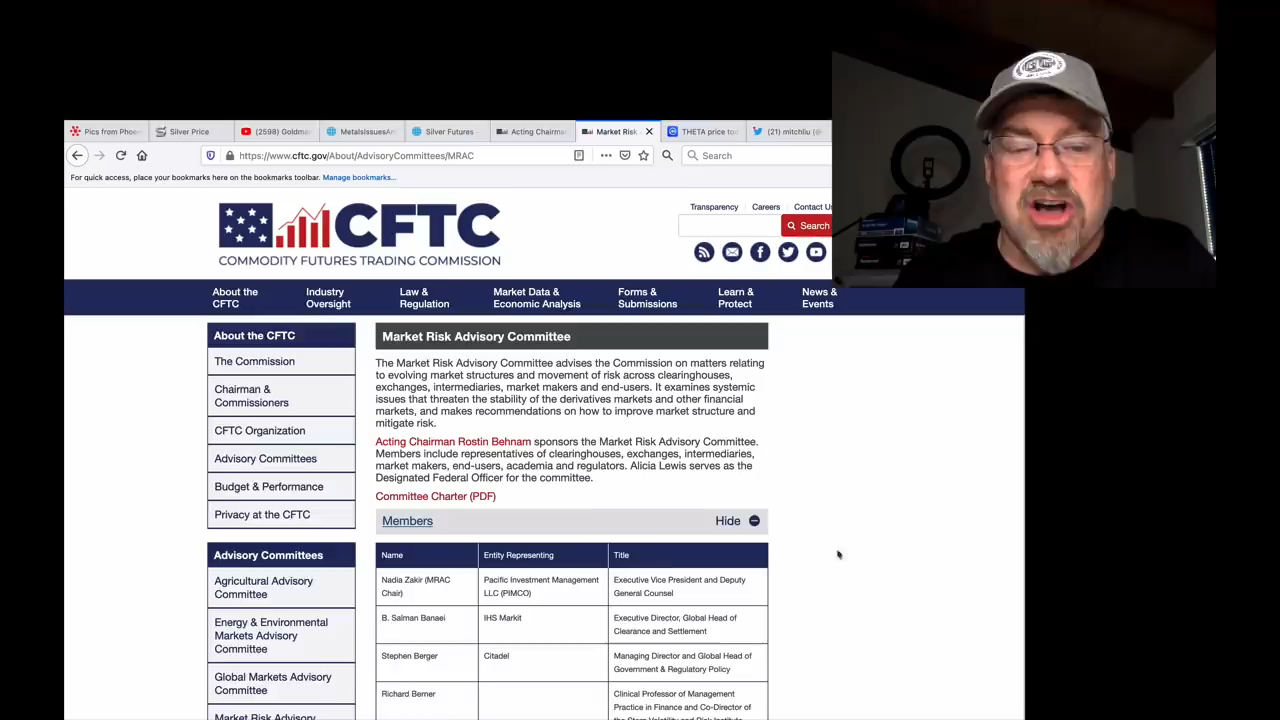 Pics from Phoe
Silver Price
(2598) Goldma
MetalsIssuesAn
Silver Futures
Acting Chairman
Market Risk
THETA price to
(21) mitchliu (@
https://www.cftc.gov/About/AdvisoryCommittees/MRAC
Search
For quick access, place your bookmarks here on the bookmarks toolbar. Manage bookmarks...
Transparency Careers Contact Us
CFTC
COMMODITY FUTURES TRADING COMMISSION
Search
About the CFTC
Industry Oversight
Law & Regulation
Market Data & Economic Analysis
Forms & Submissions
Learn & Protect
News & Events
About the CFTC
The Commission
Chairman &
Commissioners
CFTC Organization
Advisory Committees
Budget & Performance
Privacy at the CFTC
Advisory Committees
Agricultural Advisory
Committee
Energy & Environmental
Markets Advisory
Committee
Global Markets Advisory
Committee
Market Risk Advisory
Market Risk Advisory Committee
The Market Risk Advisory Committee advises the Commission on matters relating
to evolving market structures and movement of risk across clearinghouses,
exchanges, intermediaries, market makers and end-users. It examines systemic
issues that threaten the stability of the derivatives markets and other financial
markets, and makes recommendations on how to improve market structure and
mitigate risk.
Acting Chairman Rostin Behnam sponsors the Market Risk Advisory Committee.
Members include representatives of clearinghouses, exchanges, intermediaries,
market makers, end-users, academia and regulators. Alicia Lewis serves as the
Designated Federal Officer for the committee.
Committee Charter (PDF)
Members Hide
Name Entity Representing Title
Nadia Zakir (MRAC Pacific Investment Management Executive Vice President and Deputy
Chair) LLC (PIMCO) General Counsel
B. Salman Banaei IHS Markit Executive Director, Global Head of
Clearance and Settlement
Stephen Berger Citadel Managing Director and Global Head of
Government & Regulatory Policy
Richard Berner Clinical Professor of Management
Practice in Finance and Co-Director of